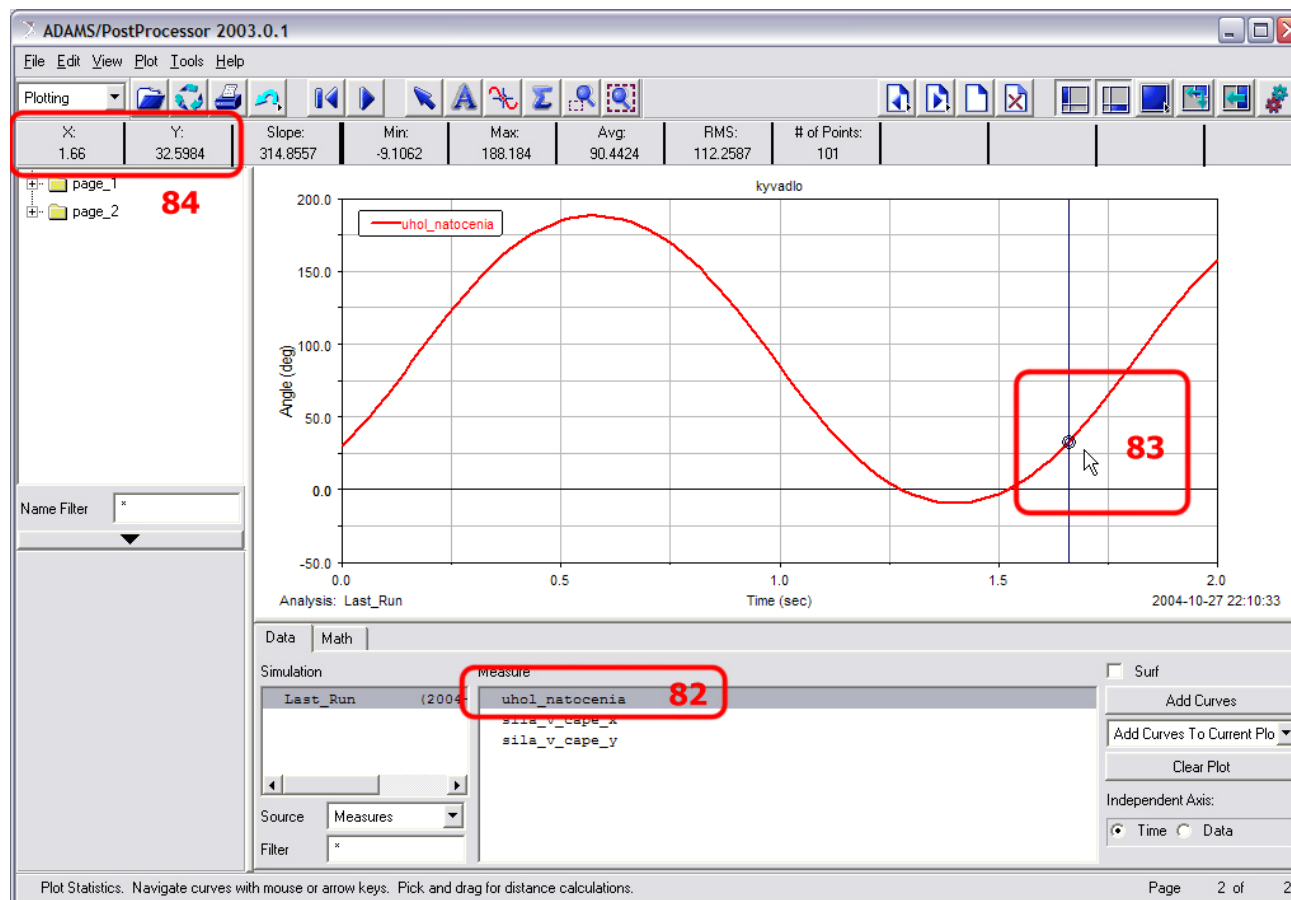 ADAMS/PostProcessor 2003.0.1
File Edit View Plot Tools Help
Plotting
X: Y: Slope: Min: Max: Avg: RMS: # of Points:
1.66 32.5984 314.8557 -9.1062 188.184 90.4424 112.2587 101
84
page_1
page_2
kyvadlo
uhol_natocenia
200.0
150.0
100.0
50.0
0.0
-50.0
Angle (deg)
83
0.0 0.5 1.0 1.5 2.0
Analysis: Last_Run Time (sec) 2004-10-27 22:10:33
Name Filter *
Data Math
Simulation Measure Surf
Last_Run (2004- uhol_natocenia 82 Add Curves
sila_v_cape_x
sila_v_cape_y Add Curves To Current Plo
Clear Plot
Independent Axis:
Source Measures Time Data
Filter *
Plot Statistics. Navigate curves with mouse or arrow keys. Pick and drag for distance calculations. Page 2 of 2